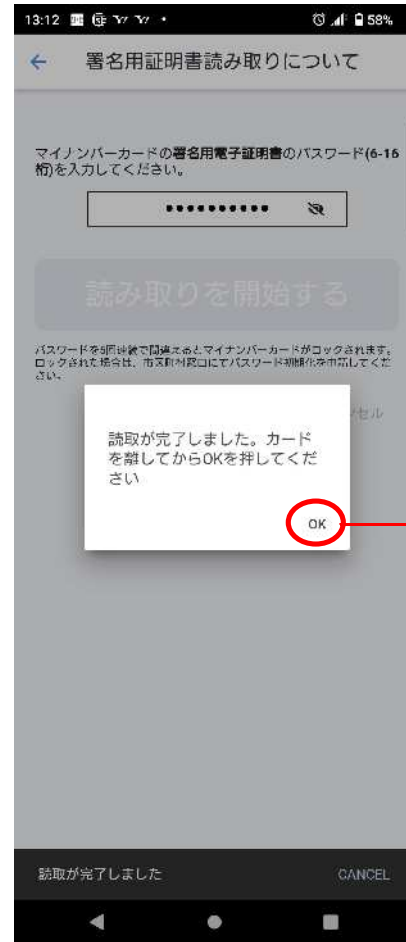 13:12 58%
署名用証明書読み取りについて
マイナンバーカードの署名用電子証明書のパスワード(6-16
桁)を入力してください。
••••••••••
読み取りを開始する
パスワードを5回連続で間違えるとマイナンバーカードがロックされます。
ロックされた場合は、市区町村窓口にてパスワード初期化を申請してくだ
さい。
読取が完了しました。カード
を離してからOKを押してくだ
さい
OK
読取が完了しました CANCEL